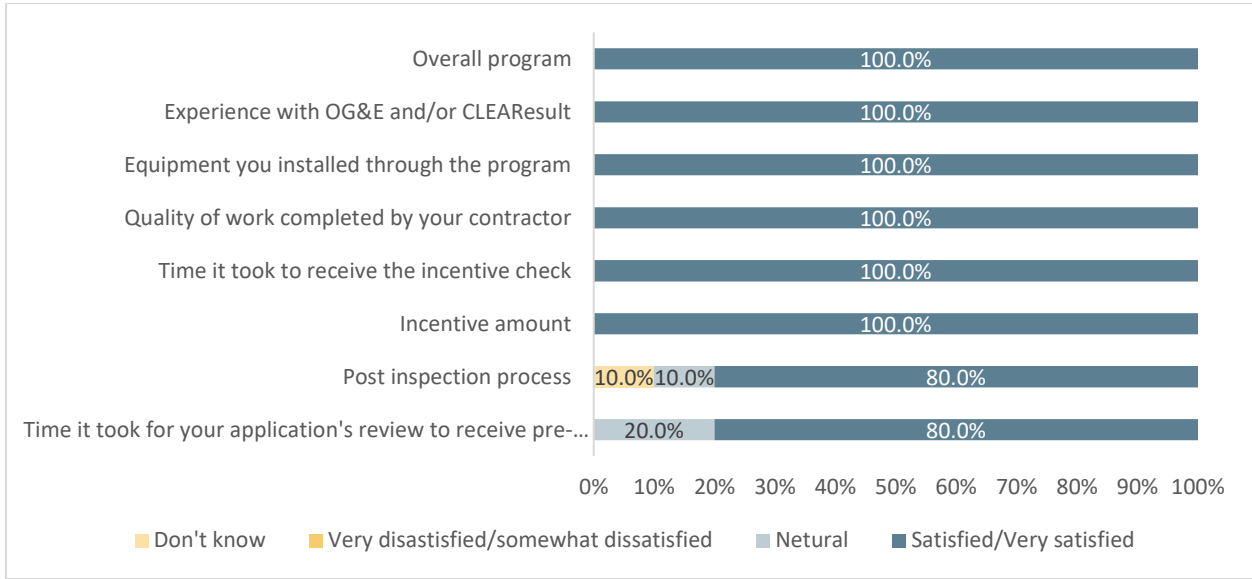 Overall program 100.0%
Experience with OG&E and/or CLEAResult 100.0%
Equipment you installed through the program 100.0%
Quality of work completed by your contractor 100.0%
Time it took to receive the incentive check 100.0%
Incentive amount 100.0%
Post inspection process 10.0% 10.0% 80.0%
Time it took for your application's review to receive pre-... 20.0% 80.0%
0% 10% 20% 30% 40% 50% 60% 70% 80% 90% 100%
Don't know Very disastisfied/somewhat dissatisfied Netural Satisfied/Very satisfied